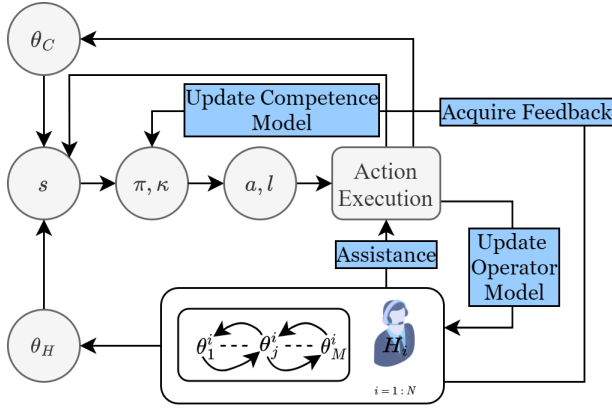 θ_C
Update Competence
Model
Acquire Feedback
s
π, κ
a, l
Action
Execution
Assistance
Update
Operator
Model
θ_H
θ_1^i - - - θ_j^i - - - θ_M^i
H_i
i = 1 : N